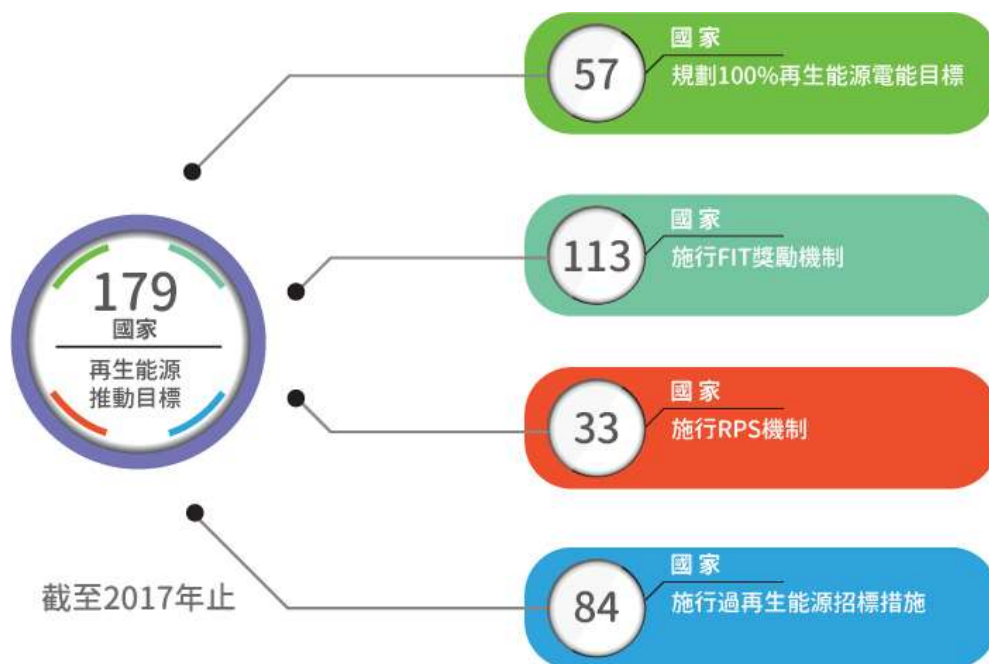 57
國家
規劃100%再生能源電能目標
113
國家
施行FIT獎勵機制
179
國家
再生能源
推動目標
33
國家
施行RPS機制
84
國家
施行過再生能源招標措施
截至2017年止